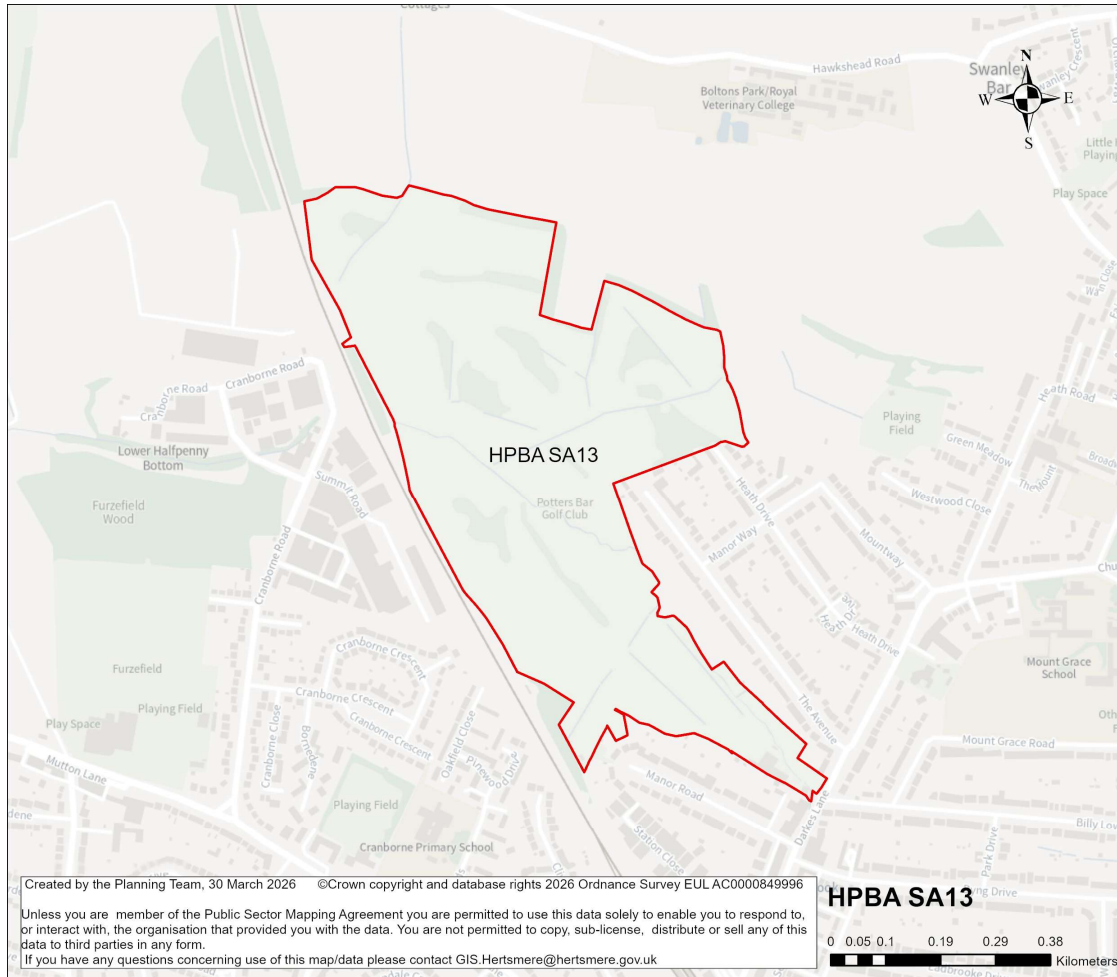 Cottages
Hawkshead Road
Swanley
Bar
Swanley Crescent
N
W
E
S
Boltons Park/Royal
Veterinary College
Play Space
Heath Road
Cranborne Road
Cranborne Road
Lower Halfpenny
Bottom
Summit Road
Playing
Field
Green Meadow
The Mount
HPBA SA13
Furzefield
Wood
Potters Bar
Golf Club
Heath Drive
Westwood Close
Manor Way
Mountway
Cranborne Road
Heath Drive
Cranborne Crescent
Mount Grace
School
Furzefield
Cranborne Crescent
Playing Field
Play Space
Cranborne Close
Bornedene
Cranborne Crescent
Oakfield Close
Pinewood Drive
The Avenue
Mount Grace Road
Mutton Lane
Manor Road
Darkes Lane
Playing Field
Station Close
Park Drive
Cranborne Primary School
Created by the Planning Team, 30 March 2026 ©Crown copyright and database rights 2026 Ordnance Survey EUL AC0000849996
Unless you are member of the Public Sector Mapping Agreement you are permitted to use this data solely to enable you to respond to,
or interact with, the organisation that provided you with the data. You are not permitted to copy, sub-license, distribute or sell any of this
data to third parties in any form.
If you have any questions concerning use of this map/data please contact GIS.Hertsmere@hertsmere.gov.uk
HPBA SA13
0 0.05 0.1 0.19 0.29 0.38
Kilometers